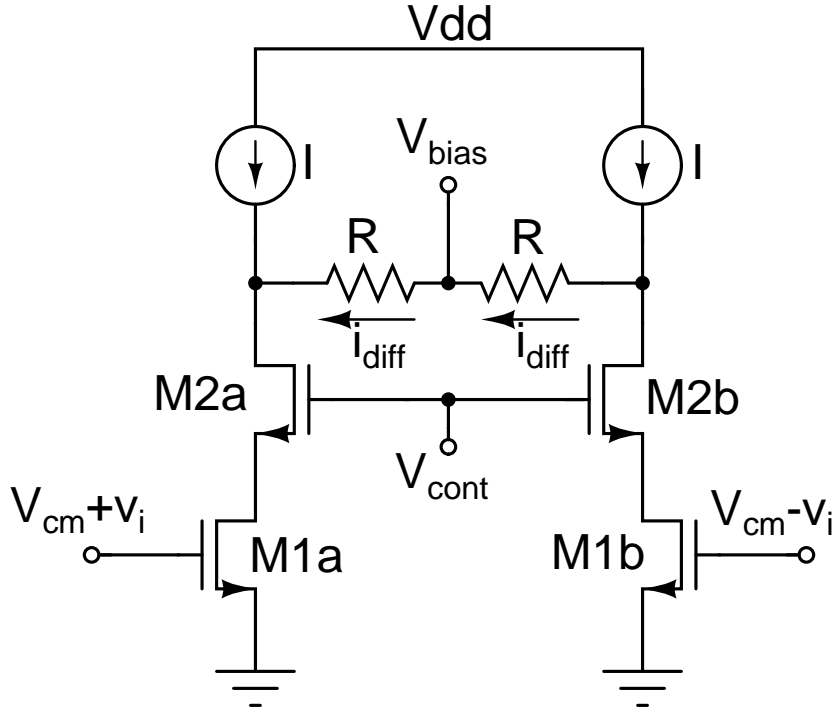 Vdd
I
V_bias
I
R
R
i_diff
i_diff
M2a
M2b
V_cont
V_cm+v_i
V_cm-v_i
M1a
M1b